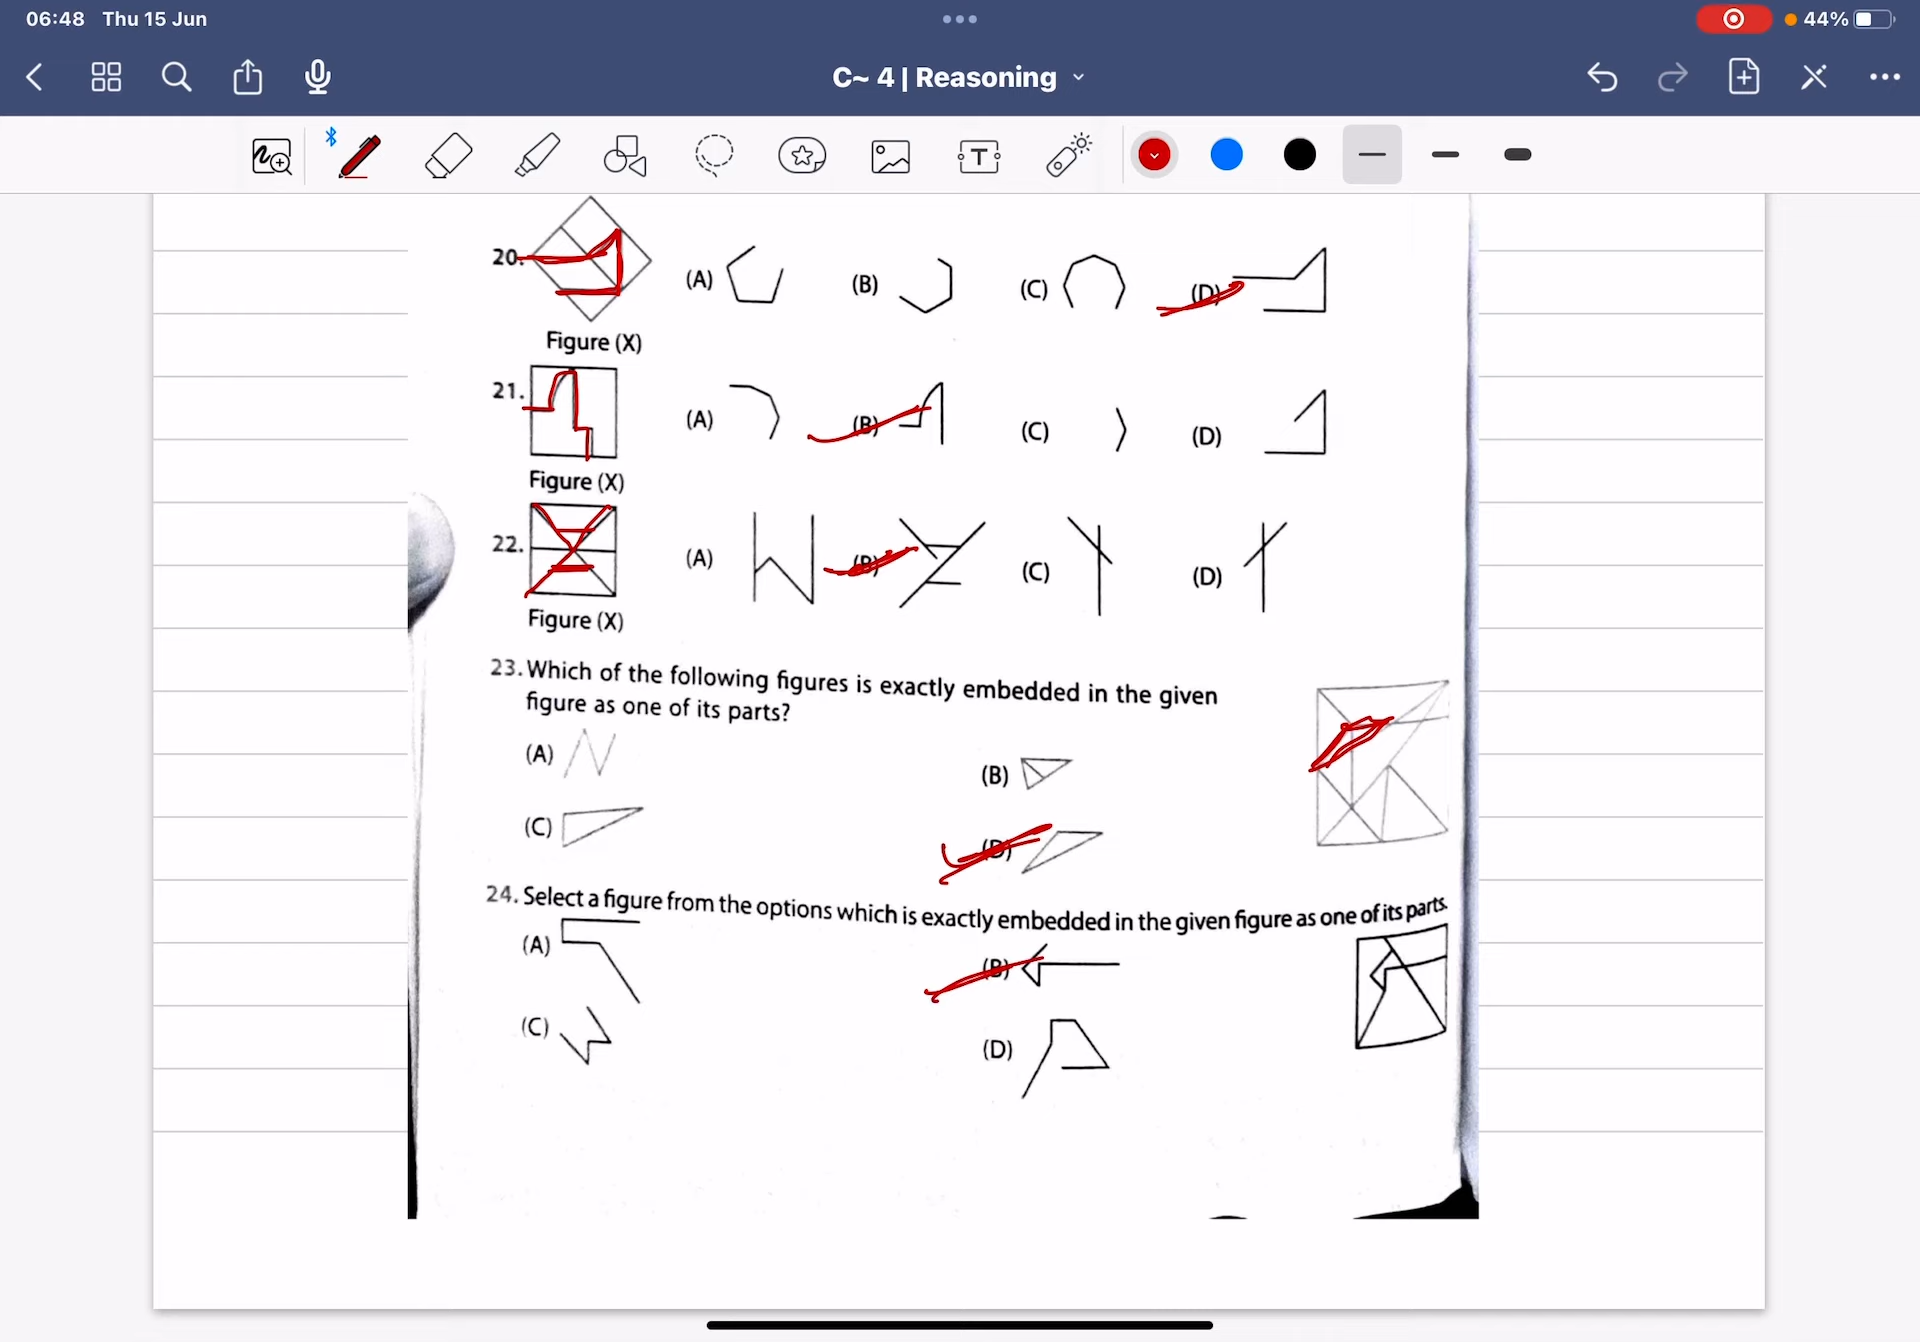 06:48 Thu 15 Jun
44%
C~ 4 | Reasoning
T
20.
(A)
(B)
(C)
(D)
Figure (X)
21.
(A)
(B)
(C)
(D)
Figure (X)
22.
(A)
(B)
(C)
(D)
Figure (X)
23. Which of the following figures is exactly embedded in the given
figure as one of its parts?
(A)
(B)
(C)
(D)
24. Select a figure from the options which is exactly embedded in the given figure as one of its parts.
(A)
(B)
(C)
(D)